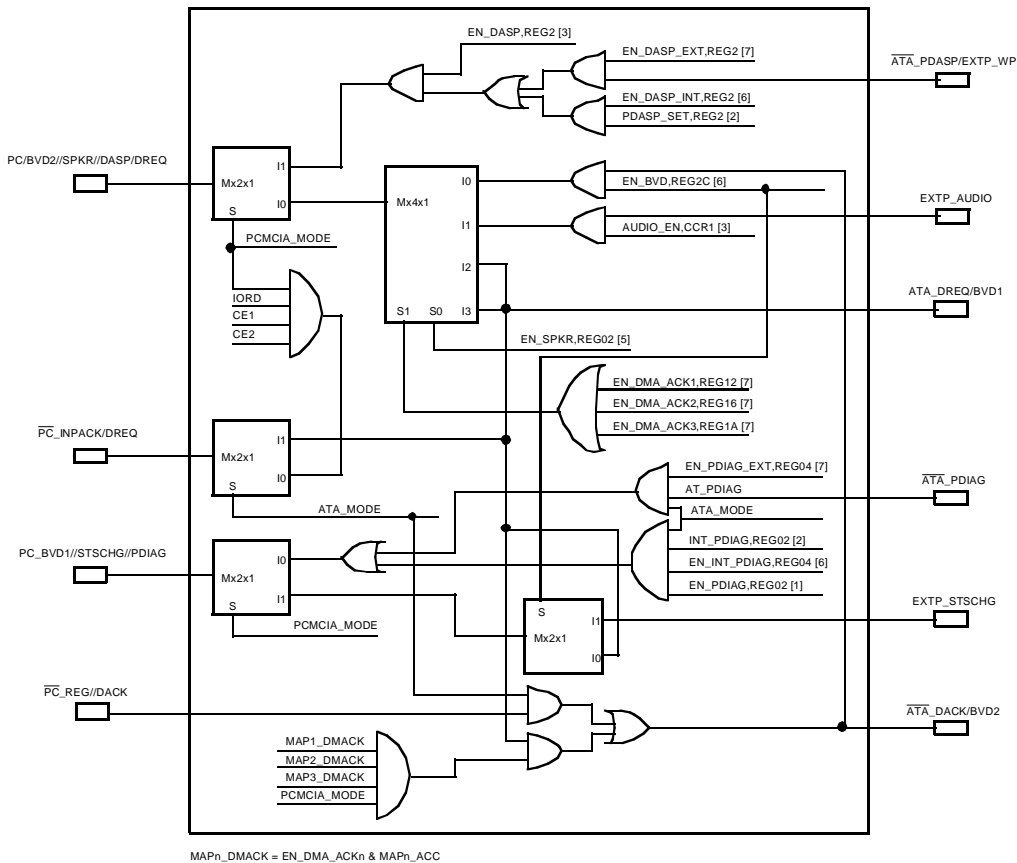 EN_DASP,REG2 [3]
EN_DASP_EXT,REG2 [7]
ATA_PDASP/EXTP_WP
EN_DASP_INT,REG2 [6]
PDASP_SET,REG2 [2]
PC/BVD2//SPKR//DASP/DREQ
I1
Mx2x1
I0
S
Mx4x1
I0
I1
I2
I3
S1
S0
EN_BVD,REG2C [6]
EXTP_AUDIO
AUDIO_EN,CCR1 [3]
PCMCIA_MODE
ATA_DREQ/BVD1
IORD
CE1
CE2
EN_SPKR,REG02 [5]
EN_DMA_ACK1,REG12 [7]
EN_DMA_ACK2,REG16 [7]
EN_DMA_ACK3,REG1A [7]
PC_INPACK/DREQ
I1
Mx2x1
I0
S
ATA_MODE
EN_PDIAG_EXT,REG04 [7]
AT_PDIAG
ATA_PDIAG
ATA_MODE
INT_PDIAG,REG02 [2]
EN_INT_PDIAG,REG04 [6]
EN_PDIAG,REG02 [1]
PC_BVD1//STSCHG//PDIAG
I0
Mx2x1
I1
S
PCMCIA_MODE
S
I1
Mx2x1
I0
EXTP_STSCHG
PC_REG//DACK
ATA_DACK/BVD2
MAP1_DMACK
MAP2_DMACK
MAP3_DMACK
PCMCIA_MODE
MAPn_DMACK = EN_DMA_ACKn & MAPn_ACC